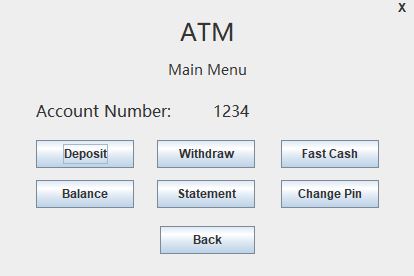 X
ATM
Main Menu
Account Number: 1234
Deposit Withdraw Fast Cash
Balance Statement Change Pin
Back